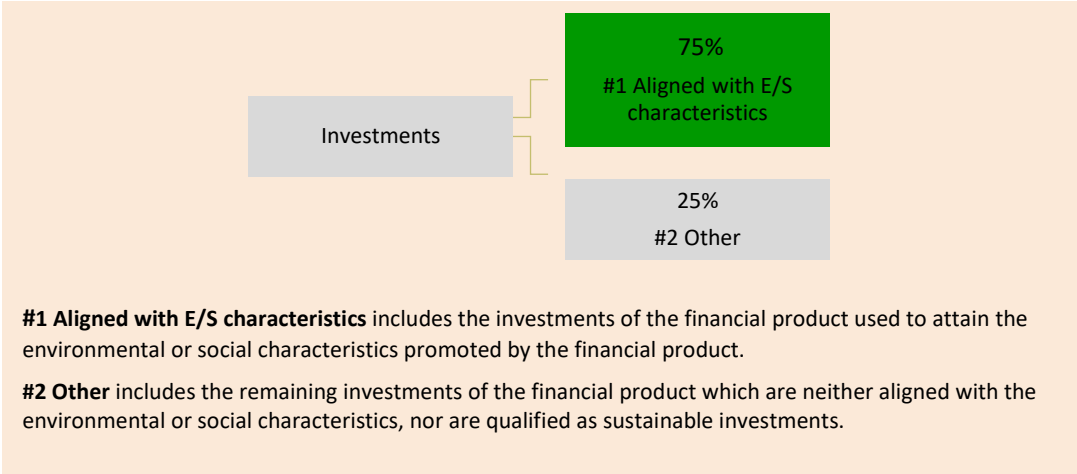 75%
#1 Aligned with E/S
characteristics
Investments
25%
#2 Other
#1 Aligned with E/S characteristics includes the investments of the financial product used to attain the
environmental or social characteristics promoted by the financial product.
#2 Other includes the remaining investments of the financial product which are neither aligned with the
environmental or social characteristics, nor are qualified as sustainable investments.